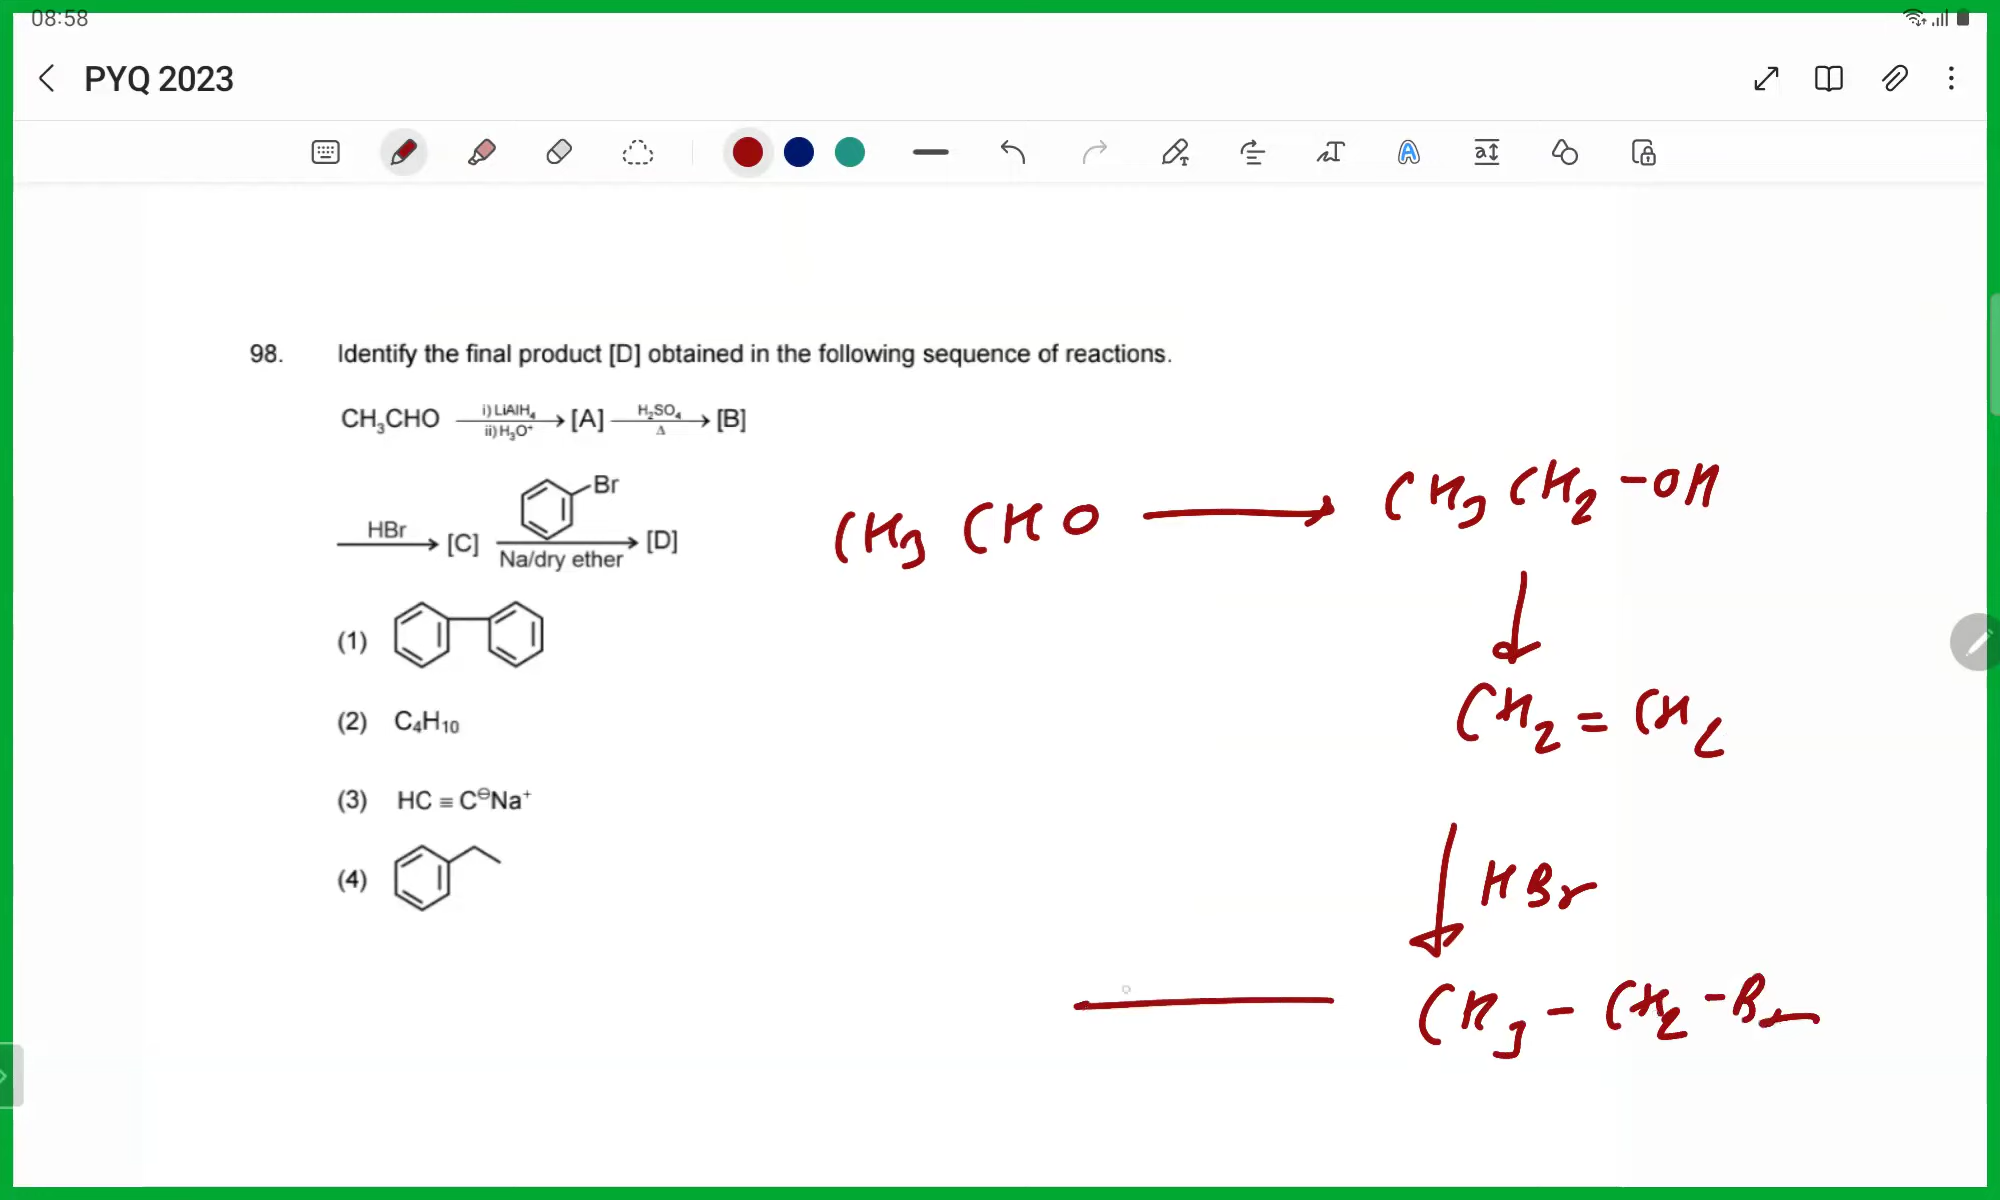 08:58
PYQ 2023
98. Identify the final product [D] obtained in the following sequence of reactions.
CH₃CHO i) LiAlH₄ ii) H₃O⁺ → [A] H₂SO₄ Δ → [B]
HBr → [C] Br Na/dry ether → [D]
(1)
(2) C₄H₁₀
(3) HC ≡ C⊖Na⁺
(4)
CH₃ CHO → CH₃ CH₂ -OH
↓
CH₂ = CH₂
↓ HBr
CH₃ - CH₂ -Br